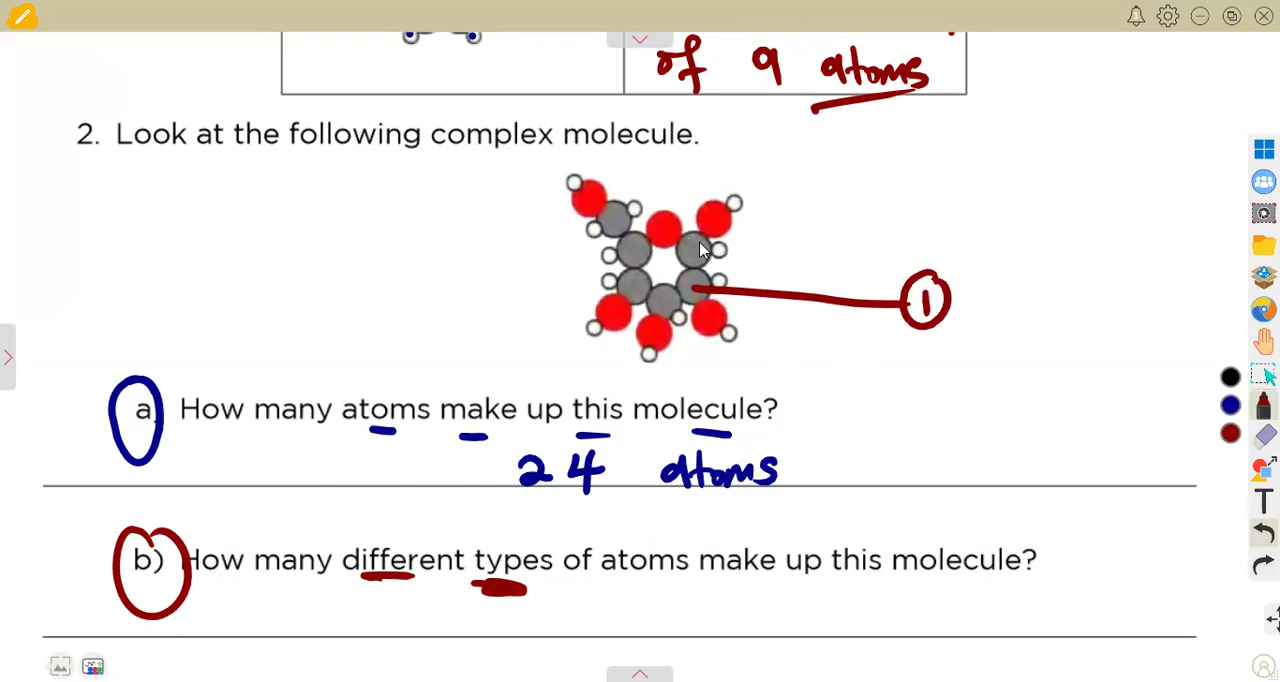 of 9 atoms
2. Look at the following complex molecule.
1
a) How many atoms make up this molecule?
24 atoms
b) How many different types of atoms make up this molecule?
T